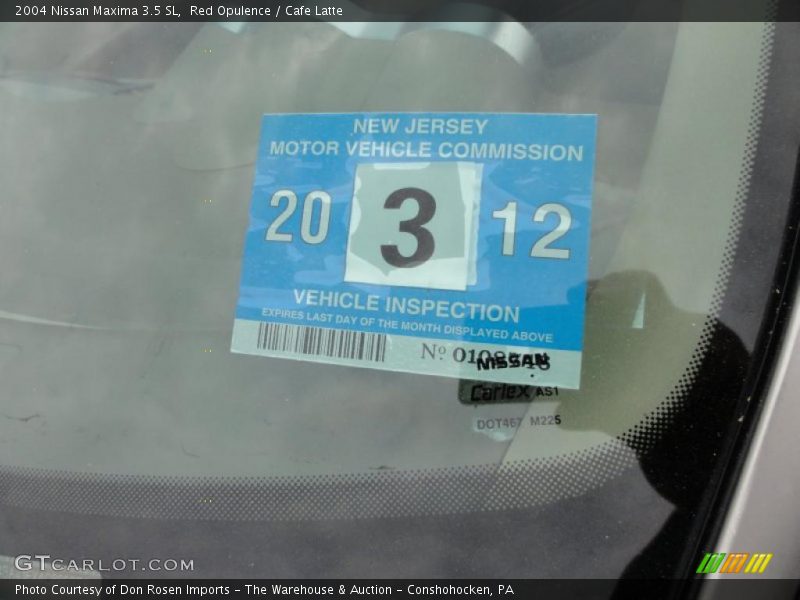 2004 Nissan Maxima 3.5 SL, Red Opulence / Cafe Latte
NEW JERSEY
MOTOR VEHICLE COMMISSION
20 3 12
VEHICLE INSPECTION
EXPIRES LAST DAY OF THE MONTH DISPLAYED ABOVE
Nº
NISSAN
Carlex AS1
DOT467 M225
GTCARLOT.COM
Photo Courtesy of Don Rosen Imports - The Warehouse & Auction - Conshohocken, PA